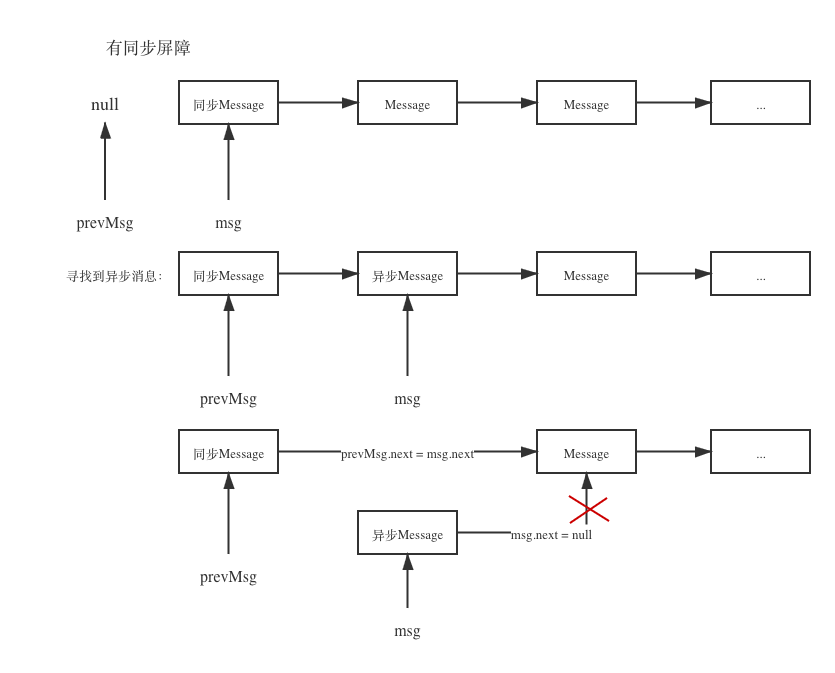 有同步屏障
null
同步Message
Message
Message
...
prevMsg
msg
寻找到异步消息：
同步Message
异步Message
Message
...
prevMsg
msg
同步Message
prevMsg.next = msg.next
Message
...
异步Message
msg.next = null
prevMsg
msg